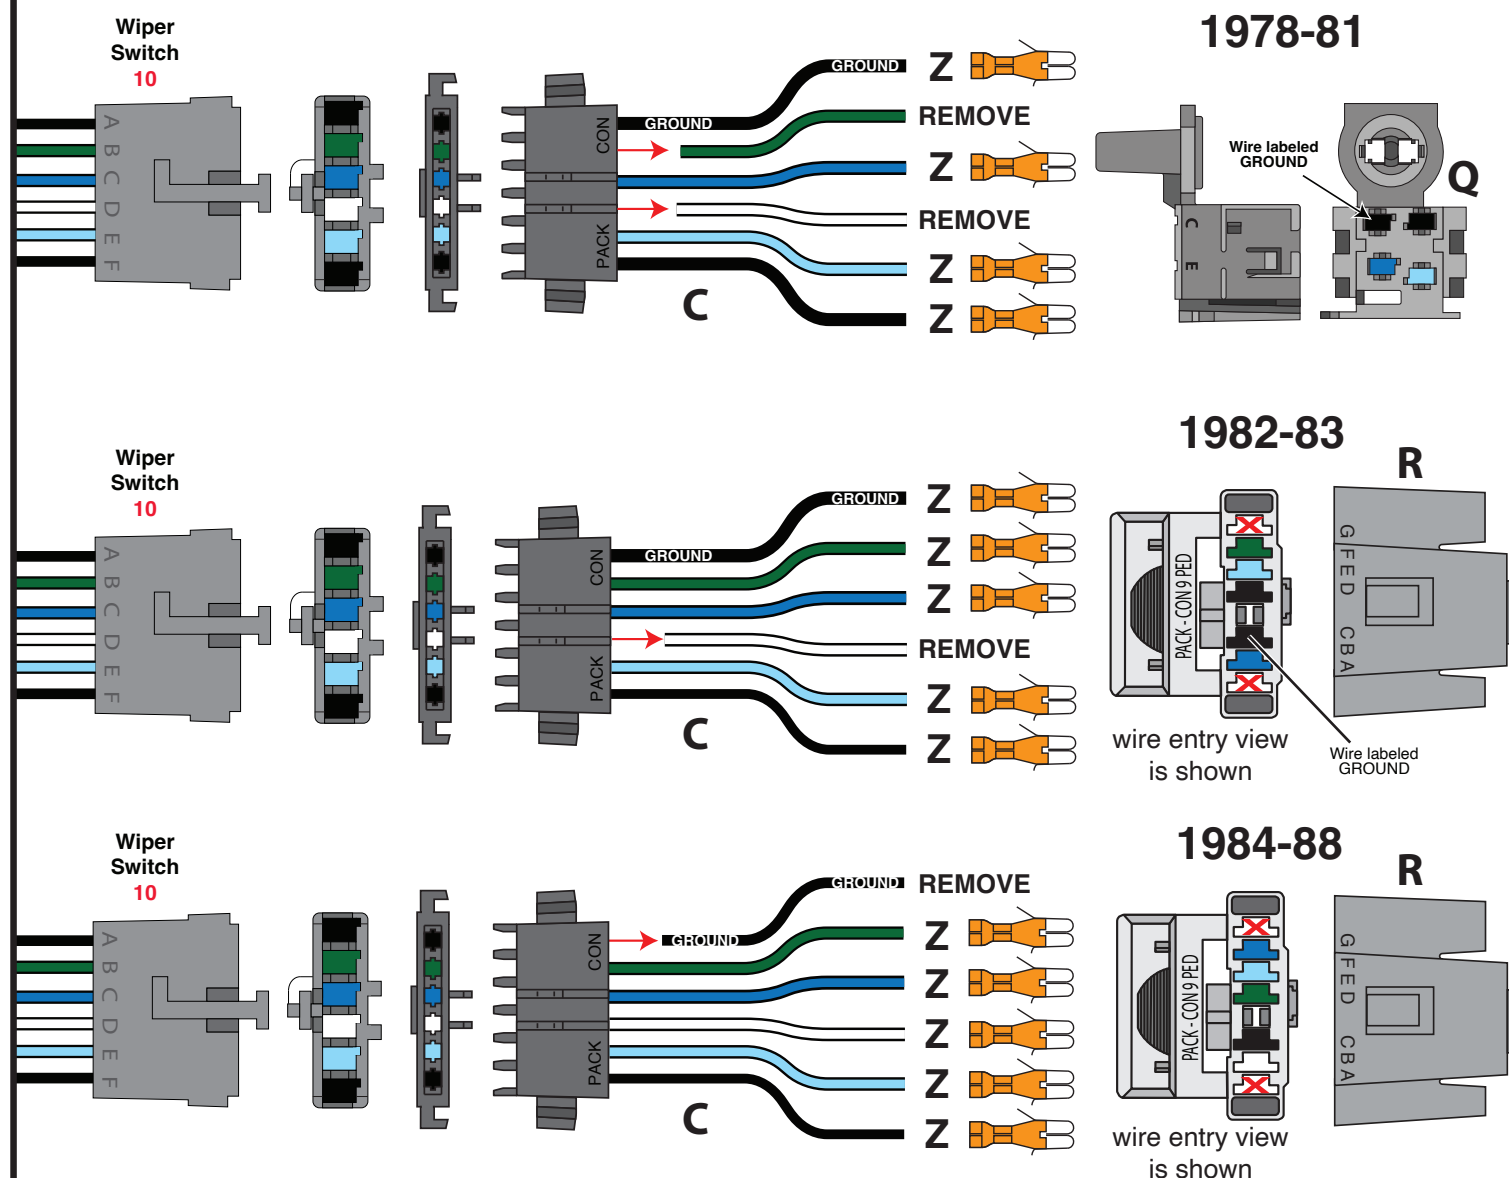 1978-81
Wiper
Switch
10
A
B
C
D
E
F
CON
PACK
GROUND
GROUND
Z
REMOVE
Z
REMOVE
Z
Z
C
Wire labeled
GROUND
C
E
Q
1982-83
Wiper
Switch
10
A
B
C
D
E
F
CON
PACK
GROUND
GROUND
Z
Z
Z
REMOVE
Z
Z
C
PACK - CON 9 PED
wire entry view
is shown
Wire labeled
GROUND
R
G F E D C B A
1984-88
Wiper
Switch
10
A
B
C
D
E
F
CON
PACK
GROUND
GROUND
REMOVE
Z
Z
Z
Z
Z
C
PACK - CON 9 PED
wire entry view
is shown
R
G F E D C B A